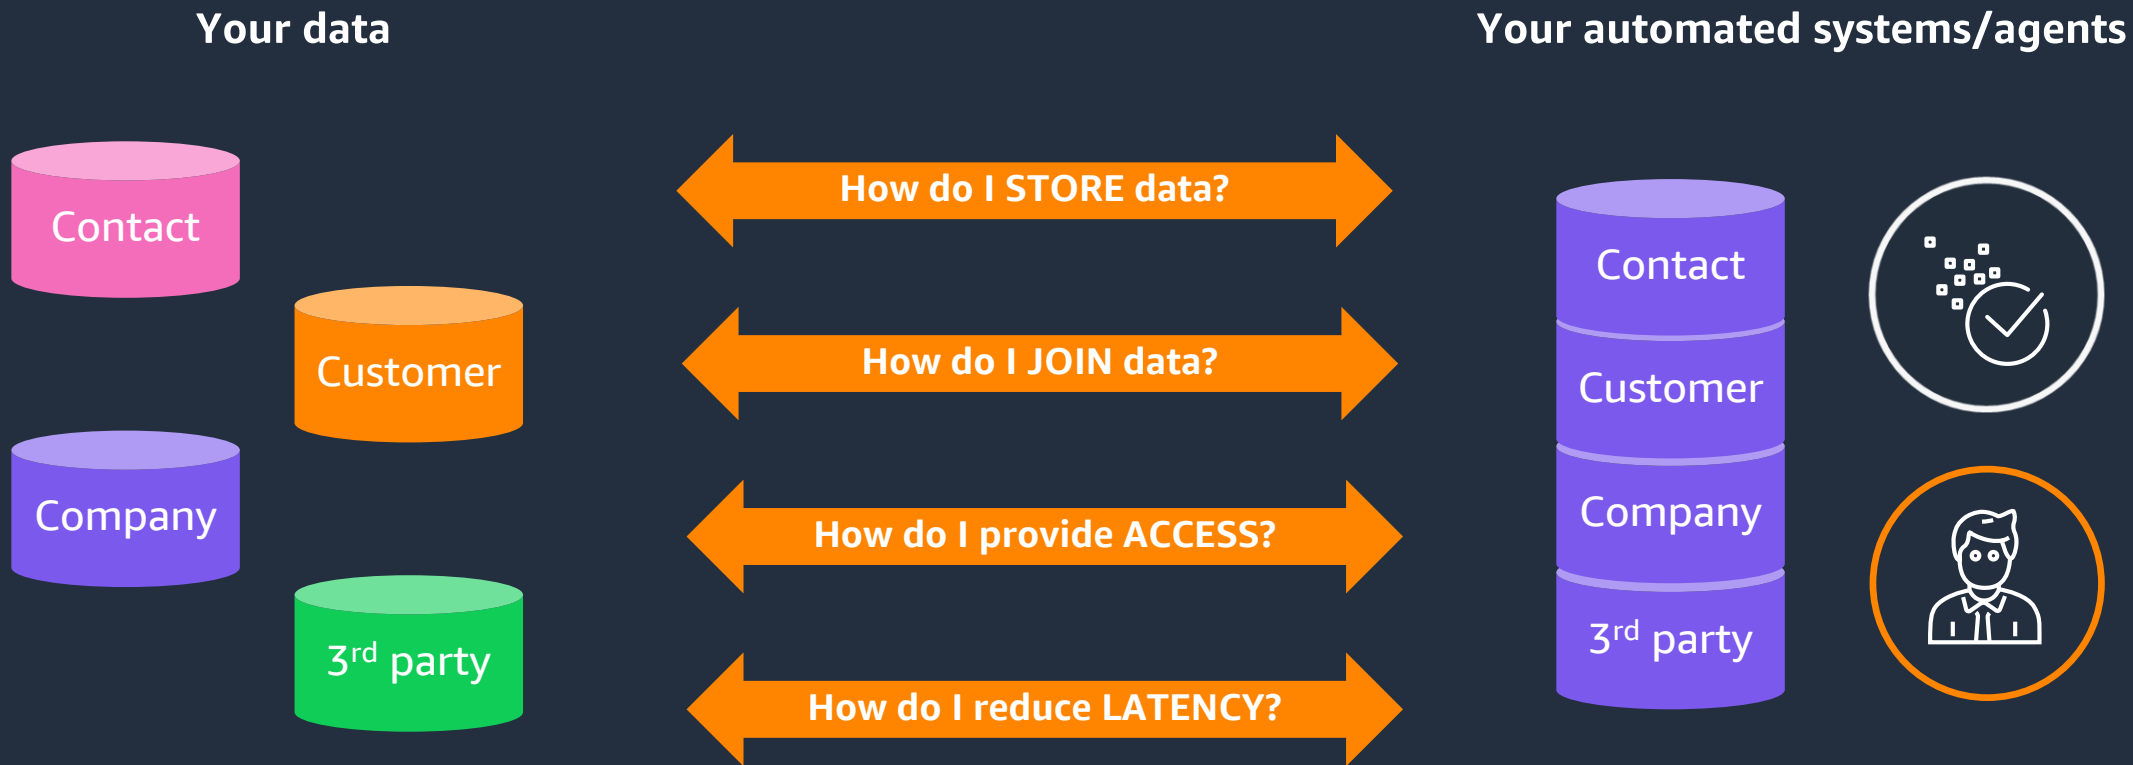 Your data
Your automated systems/agents
Contact
Customer
Company
3rd party
How do I STORE data?
How do I JOIN data?
How do I provide ACCESS?
How do I reduce LATENCY?
Contact
Customer
Company
3rd party